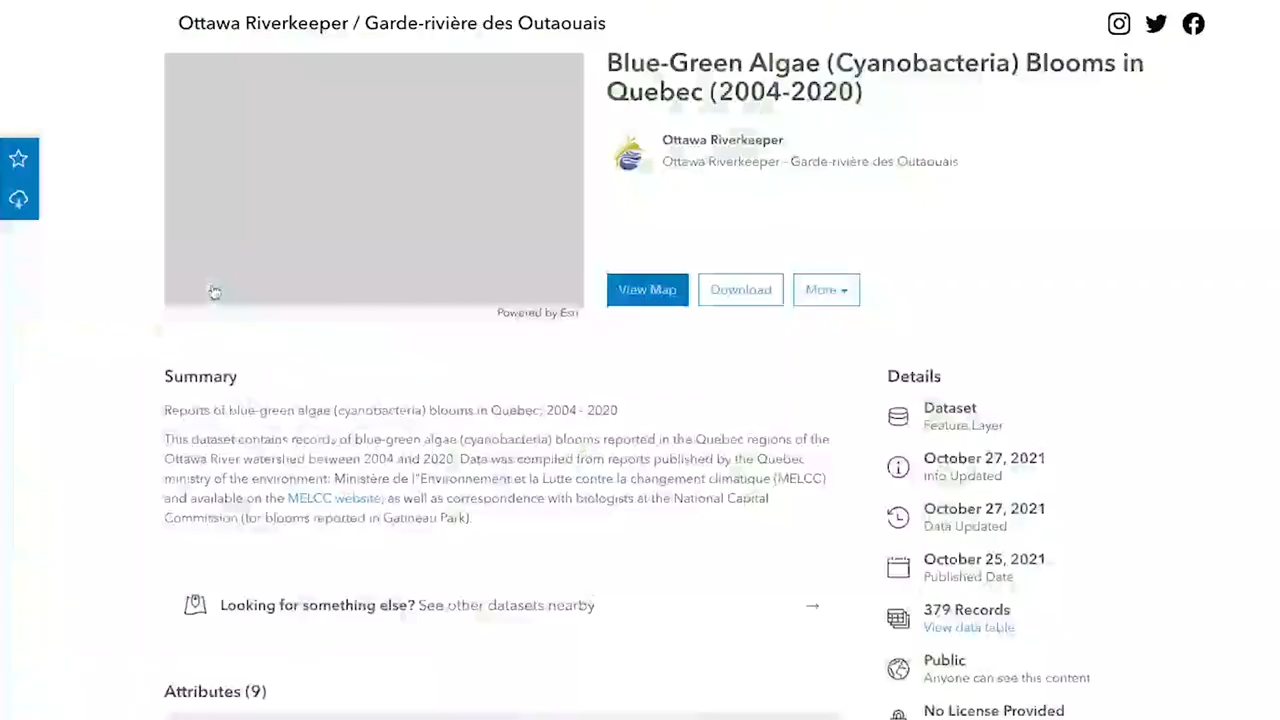 Ottawa Riverkeeper / Garde-rivière des Outaouais
Blue-Green Algae (Cyanobacteria) Blooms in
Quebec (2004-2020)
Ottawa Riverkeeper
Ottawa Riverkeeper - Garde-rivière des Outaouais
View Map
Download
More
Powered by Esri
Summary
Reports of blue-green algae (cyanobacteria) blooms in Quebec, 2004 - 2020
This dataset contains records of blue-green algae (cyanobacteria) blooms reported in the Quebec regions of the
Ottawa River watershed between 2004 and 2020. Data was compiled from reports published by the Quebec
ministry of the environment: Ministère de l"Environnement et la Lutte contra la changement climatique (MELCC)
and available on the MELCC website, as well as correspondence with biologists at the National Capital
Commission (for blooms reported in Gatineau Park).
Looking for something else? See other datasets nearby
Attributes (9)
Details
Dataset
Feature Layer
October 27, 2021
Info Updated
October 27, 2021
Data Updated
October 25, 2021
Published Date
379 Records
View data table
Public
Anyone can see this content
No License Provided